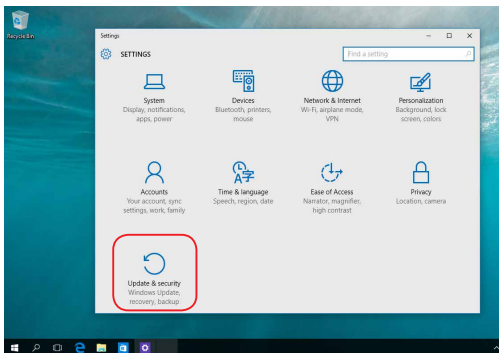 Recycle Bin
Settings
SETTINGS
Find a setting
System
Display, notifications,
apps, power
Devices
Bluetooth, printers,
mouse
Network & Internet
Wi-Fi, airplane mode,
VPN
Personalization
Background, lock
screen, colors
Accounts
Your account, sync
settings, work, family
Time & language
Speech, region, date
Ease of Access
Narrator, magnifier,
high contrast
Privacy
Location, camera
Update & security
Windows Update,
recovery, backup